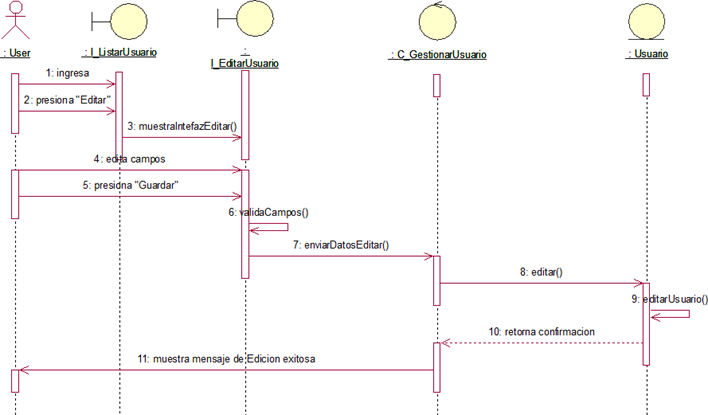 : User
: I_ListarUsuario
:
I_EditarUsuario
: C_GestionarUsuario
: Usuario
1: ingresa
2: presiona "Editar"
3: muestraIntefazEditar()
4: edita campos
5: presiona "Guardar"
6: validaCampos()
7: enviarDatosEditar()
8: editar()
9: editarUsuario()
10: retorna confirmacion
11: muestra mensaje de Edicion exitosa